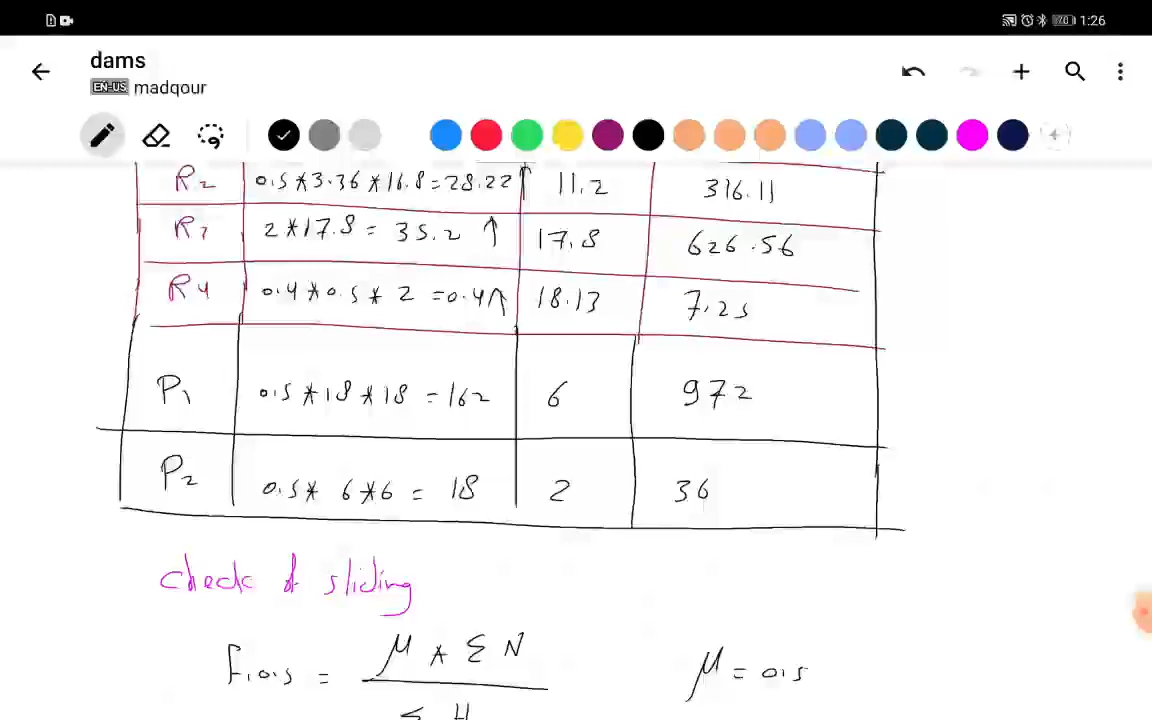 1:26
dams
EN-US madqour
R2 0.5*3.36*16.8=28.22↑ 11.2 316.11
R3 2*17.8= 35.2 ↑ 17.8 626.56
R4 0.4*0.5* 2 =0.4↑ 18.13 7.25
P1 0.5*18*18 =162 6 972
P2 0.5* 6*6 = 18 2 36
check of sliding
F.o.s = μ * Σ N μ = 0.5
Σ H